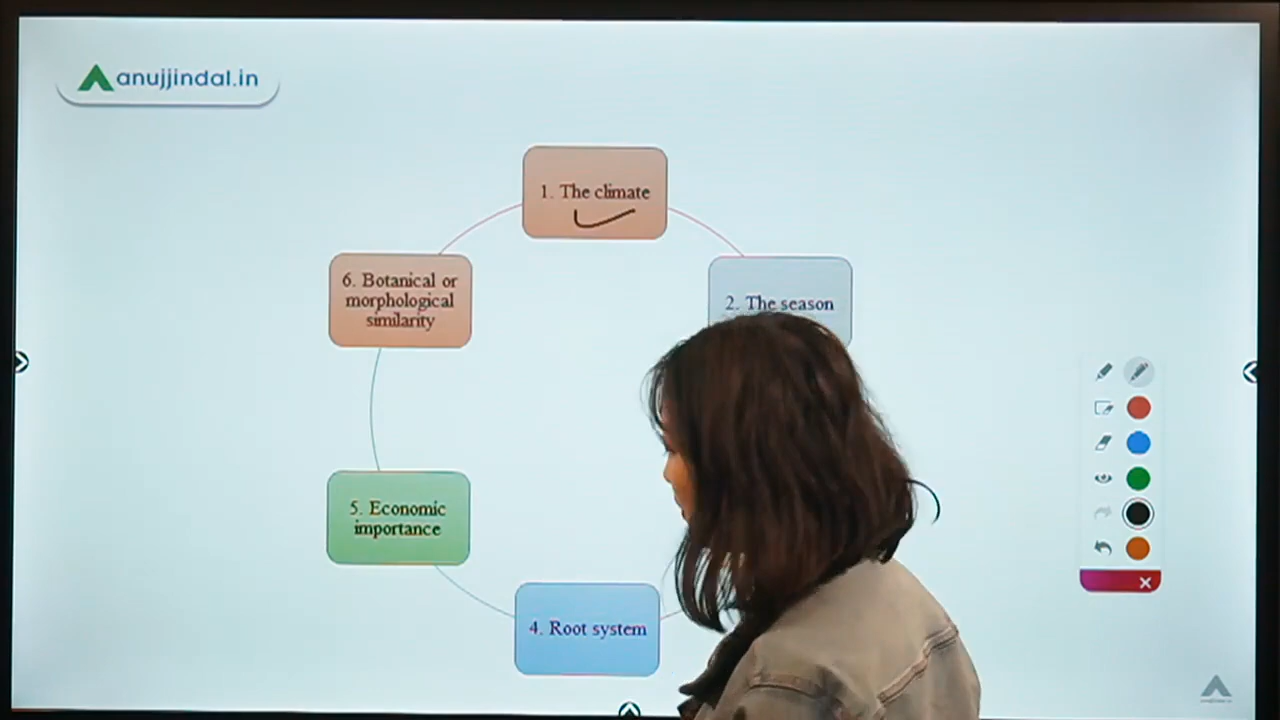 anujjindal.in
1. The climate
2. The season
4. Root system
5. Economic
importance
6. Botanical or
morphological
similarity